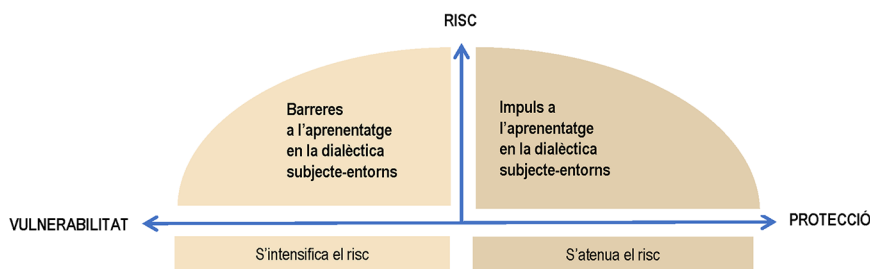 RISC
Barreres
a l’aprenentatge
en la dialèctica
subjecte-entorns
Impuls a
l’aprenentatge
en la dialèctica
subjecte-entorns
VULNERABILITAT
PROTECCIÓ
S’intensifica el risc
S’atenua el risc